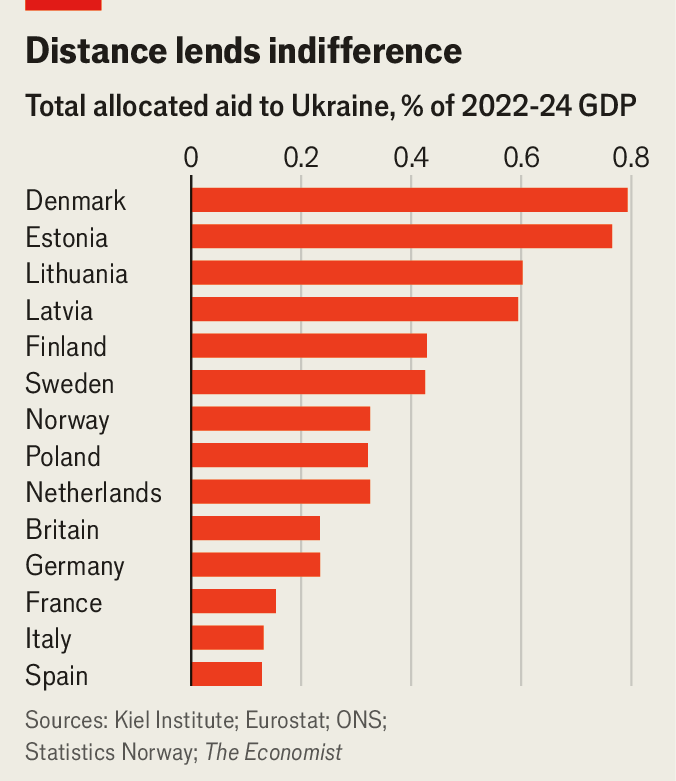 Distance lends indifference
Total allocated aid to Ukraine, % of 2022-24 GDP
0 0.2 0.4 0.6 0.8
Denmark
Estonia
Lithuania
Latvia
Finland
Sweden
Norway
Poland
Netherlands
Britain
Germany
France
Italy
Spain
Sources: Kiel Institute; Eurostat; ONS;
Statistics Norway; The Economist